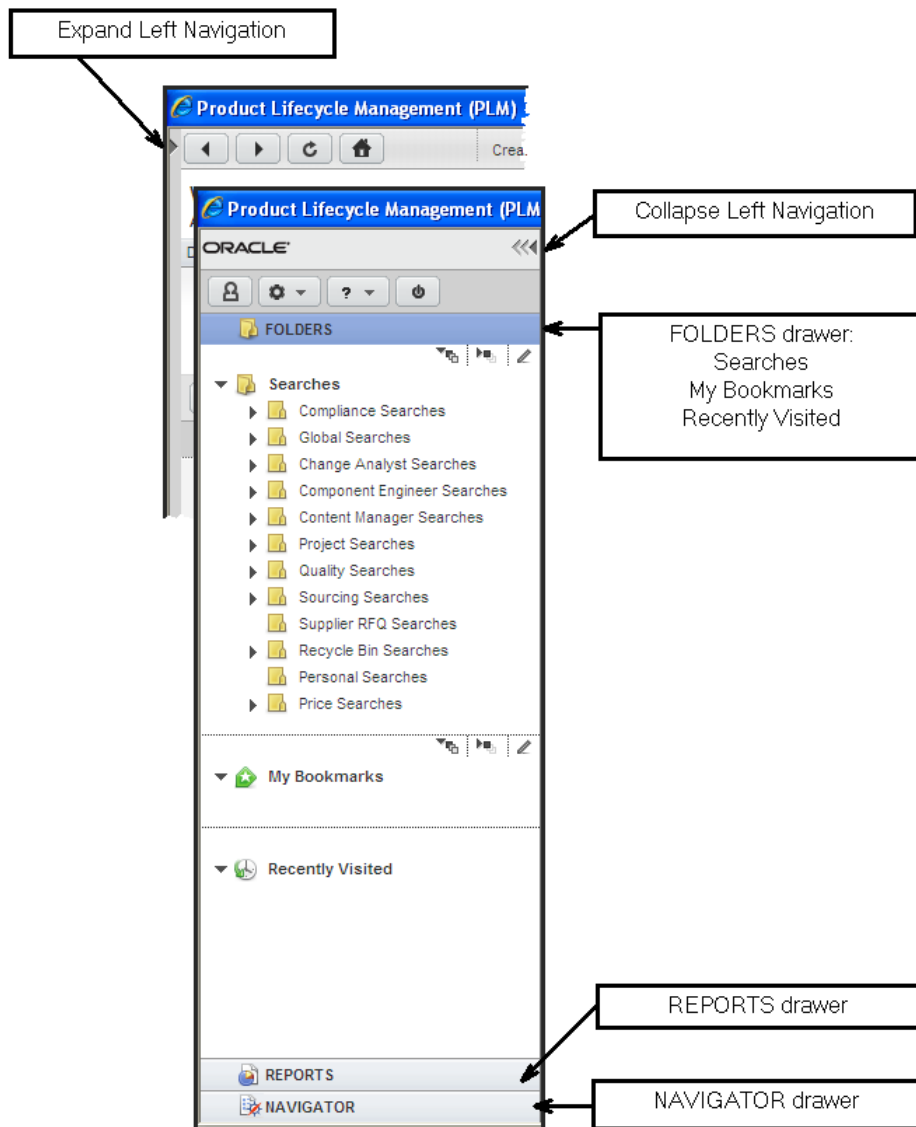 Expand Left Navigation
Product Lifecycle Management (PLM)
Crea.
Product Lifecycle Management (PLM
Collapse Left Navigation
ORACLE
?
FOLDERS
FOLDERS drawer:
Searches
My Bookmarks
Recently Visited
Searches
Compliance Searches
Global Searches
Change Analyst Searches
Component Engineer Searches
Content Manager Searches
Project Searches
Quality Searches
Sourcing Searches
Supplier RFQ Searches
Recycle Bin Searches
Personal Searches
Price Searches
My Bookmarks
Recently Visited
REPORTS drawer
REPORTS
NAVIGATOR
NAVIGATOR drawer